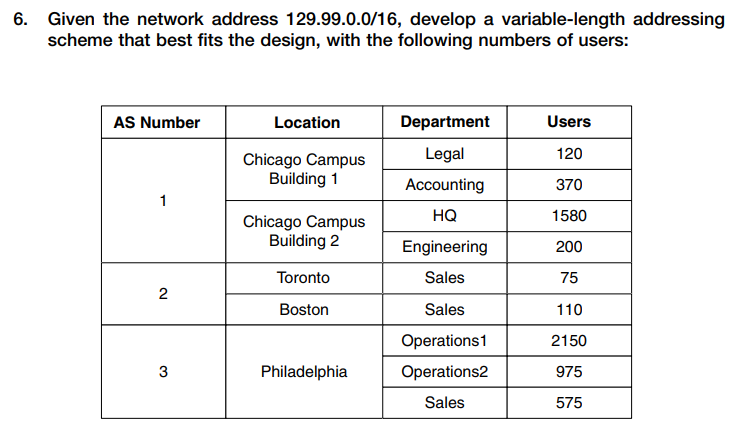 6. Given the network address 129.99.0.0/16, develop a variable-length addressing
scheme that best fits the design, with the following numbers of users:
AS Number Location Department Users
1 Chicago Campus Building 1 Legal 120
Accounting 370
Chicago Campus Building 2 HQ 1580
Engineering 200
2 Toronto Sales 75
Boston Sales 110
3 Philadelphia Operations1 2150
Operations2 975
Sales 575